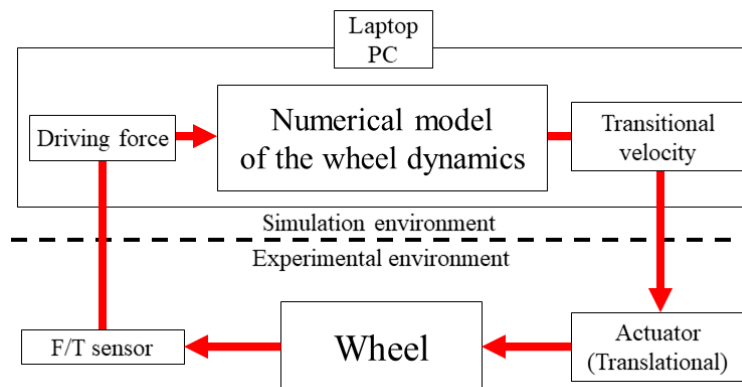 Laptop
PC
Driving force
Numerical model
of the wheel dynamics
Transitional
velocity
Simulation environment
Experimental environment
F/T sensor
Wheel
Actuator
(Translational)